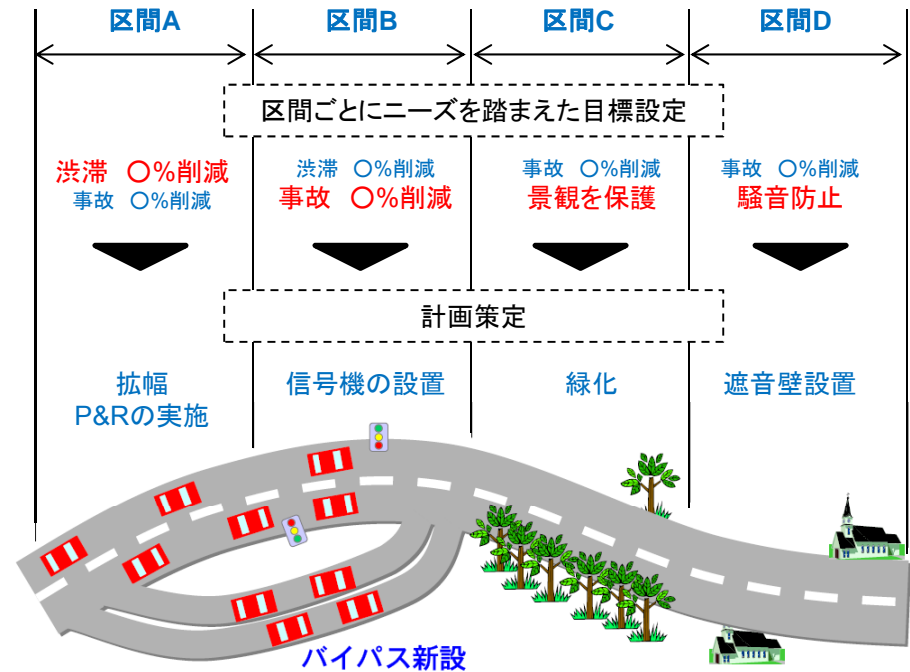 区間A 区間B 区間C 区間D
区間ごとにニーズを踏まえた目標設定
渋滞 〇%削減
事故 〇%削減
渋滞 〇%削減
事故 〇%削減
事故 〇%削減
景観を保護
事故 〇%削減
騒音防止
計画策定
拡幅
P&Rの実施
信号機の設置
緑化
遮音壁設置
バイパス新設